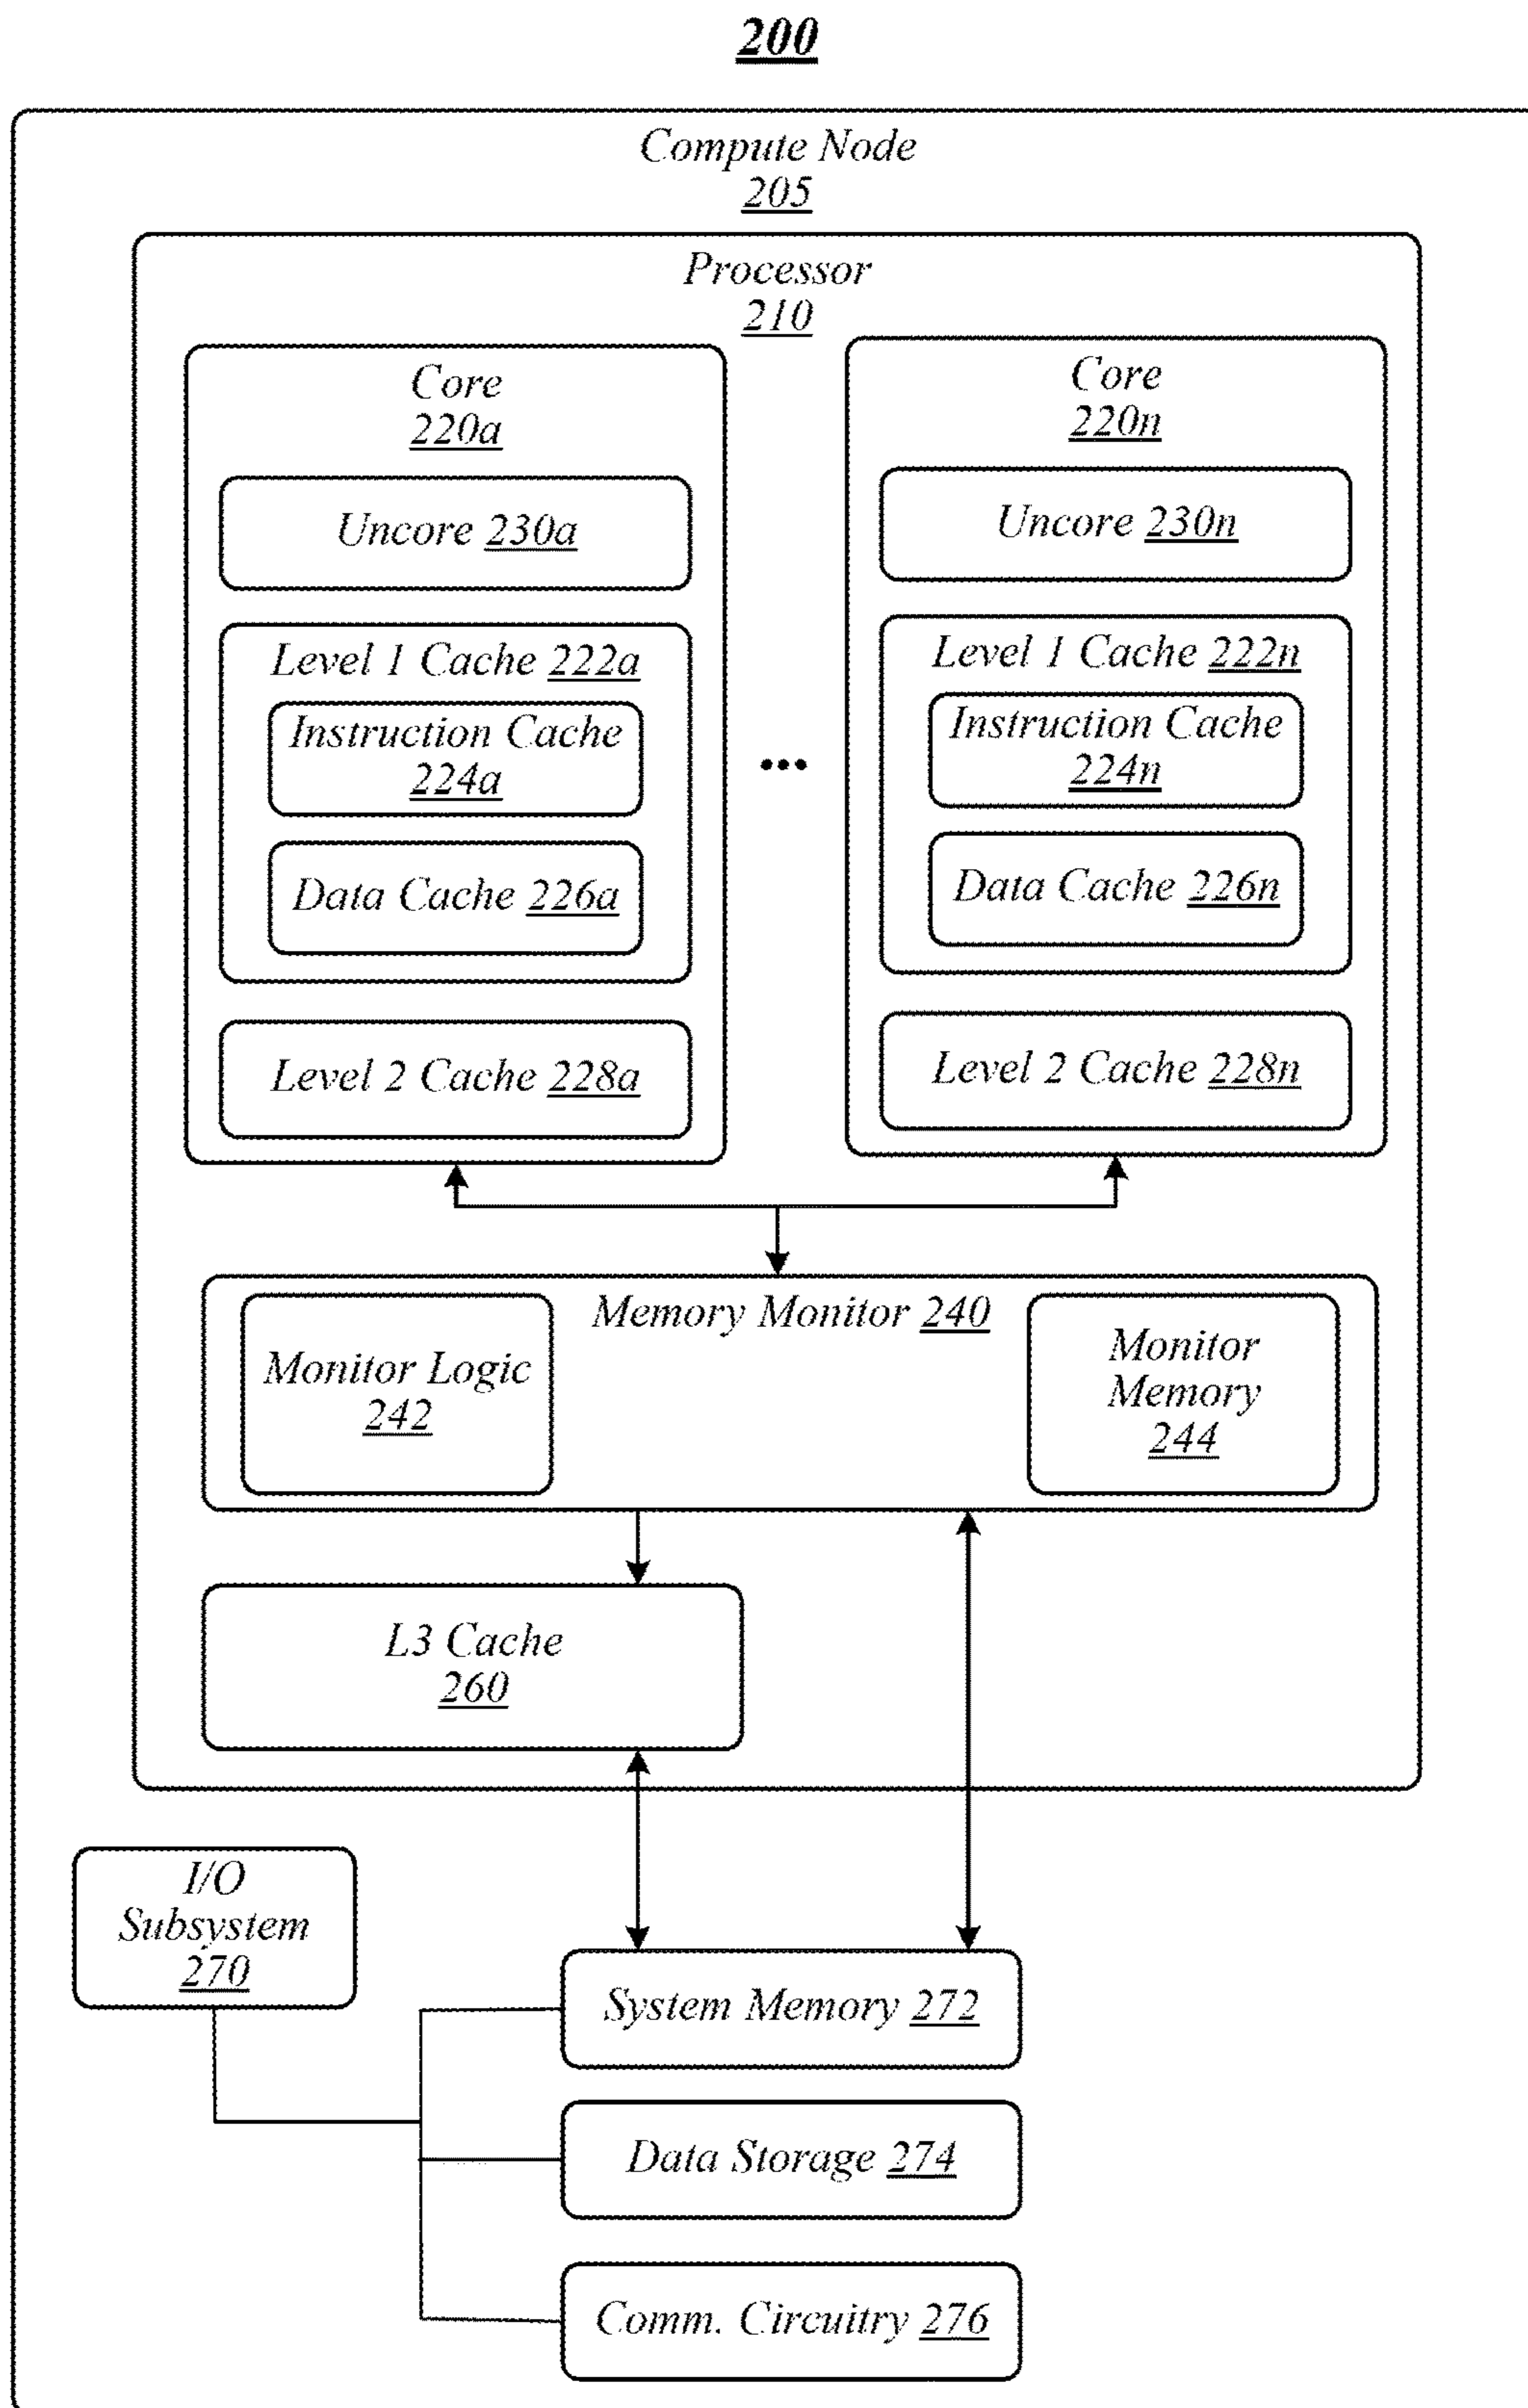 200
Compute Node
205
Processor
210
Core
220a
Uncore 230a
Level 1 Cache 222a
Instruction Cache
224a
Data Cache 226a
Level 2 Cache 228a
...
Core
220n
Uncore 230n
Level 1 Cache 222n
Instruction Cache
224n
Data Cache 226n
Level 2 Cache 228n
Memory Monitor 240
Monitor Logic
242
Monitor
Memory
244
L3 Cache
260
I/O
Subsystem
270
System Memory 272
Data Storage 274
Comm. Circuitry 276